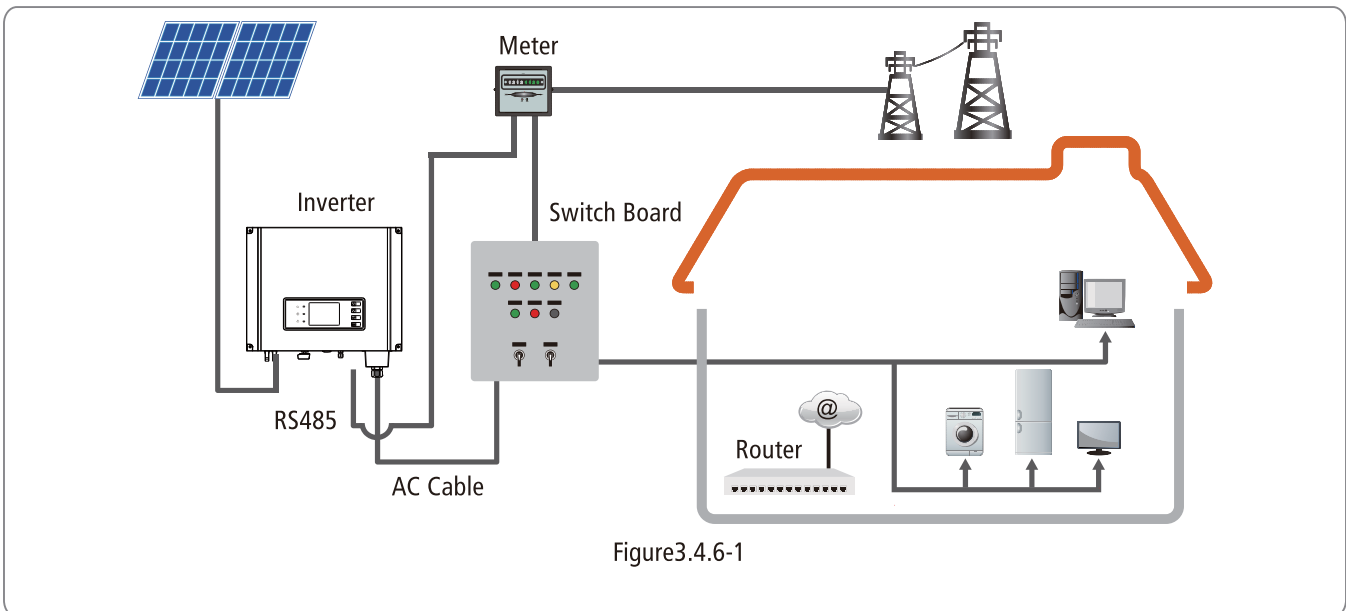 Meter
Inverter
Switch Board
RS485
@
Router
AC Cable
Figure3.4.6-1